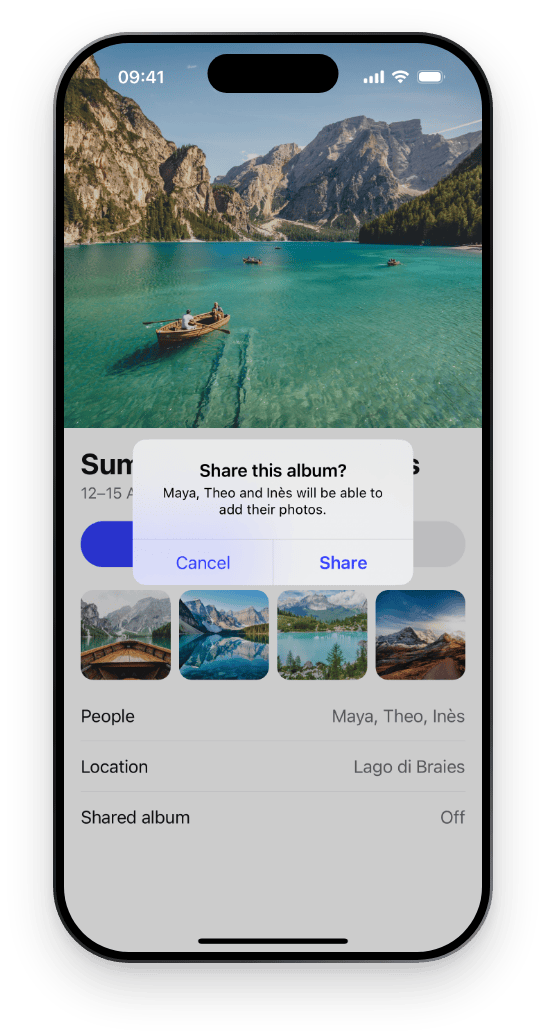 09:41
Share this album?
Maya, Theo and Inès will be able to
add their photos.
Cancel Share
People Maya, Theo, Inès
Location Lago di Braies
Shared album Off